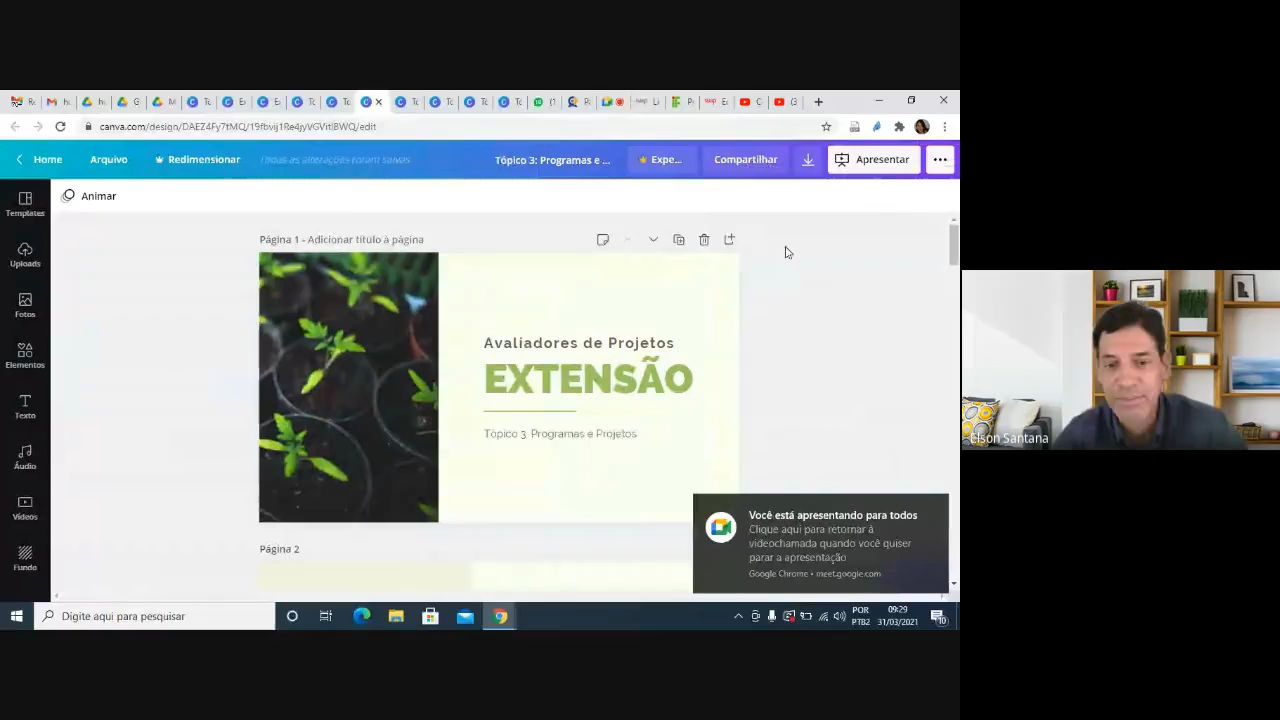 canva.com/design/DAEZ4Fy7tMQ/19fbvij1Re4jyVGVitlBWQ/edit
Home
Arquivo
Redimensionar
Todas as alterações foram salvas
Tópico 3: Programas e ...
Expe...
Compartilhar
Apresentar
Animar
Templates
Uploads
Fotos
Elementos
Texto
Áudio
Vídeos
Fundo
Página 1 - Adicionar título à página
Avaliadores de Projetos
EXTENSÃO
Tópico 3: Programas e Projetos
Página 2
Você está apresentando para todos
Clique aqui para retornar à
videochamada quando você quiser
parar a apresentação
Google Chrome • meet.google.com
Elson Santana
Digite aqui para pesquisar
POR
PTB2
09:29
31/03/2021